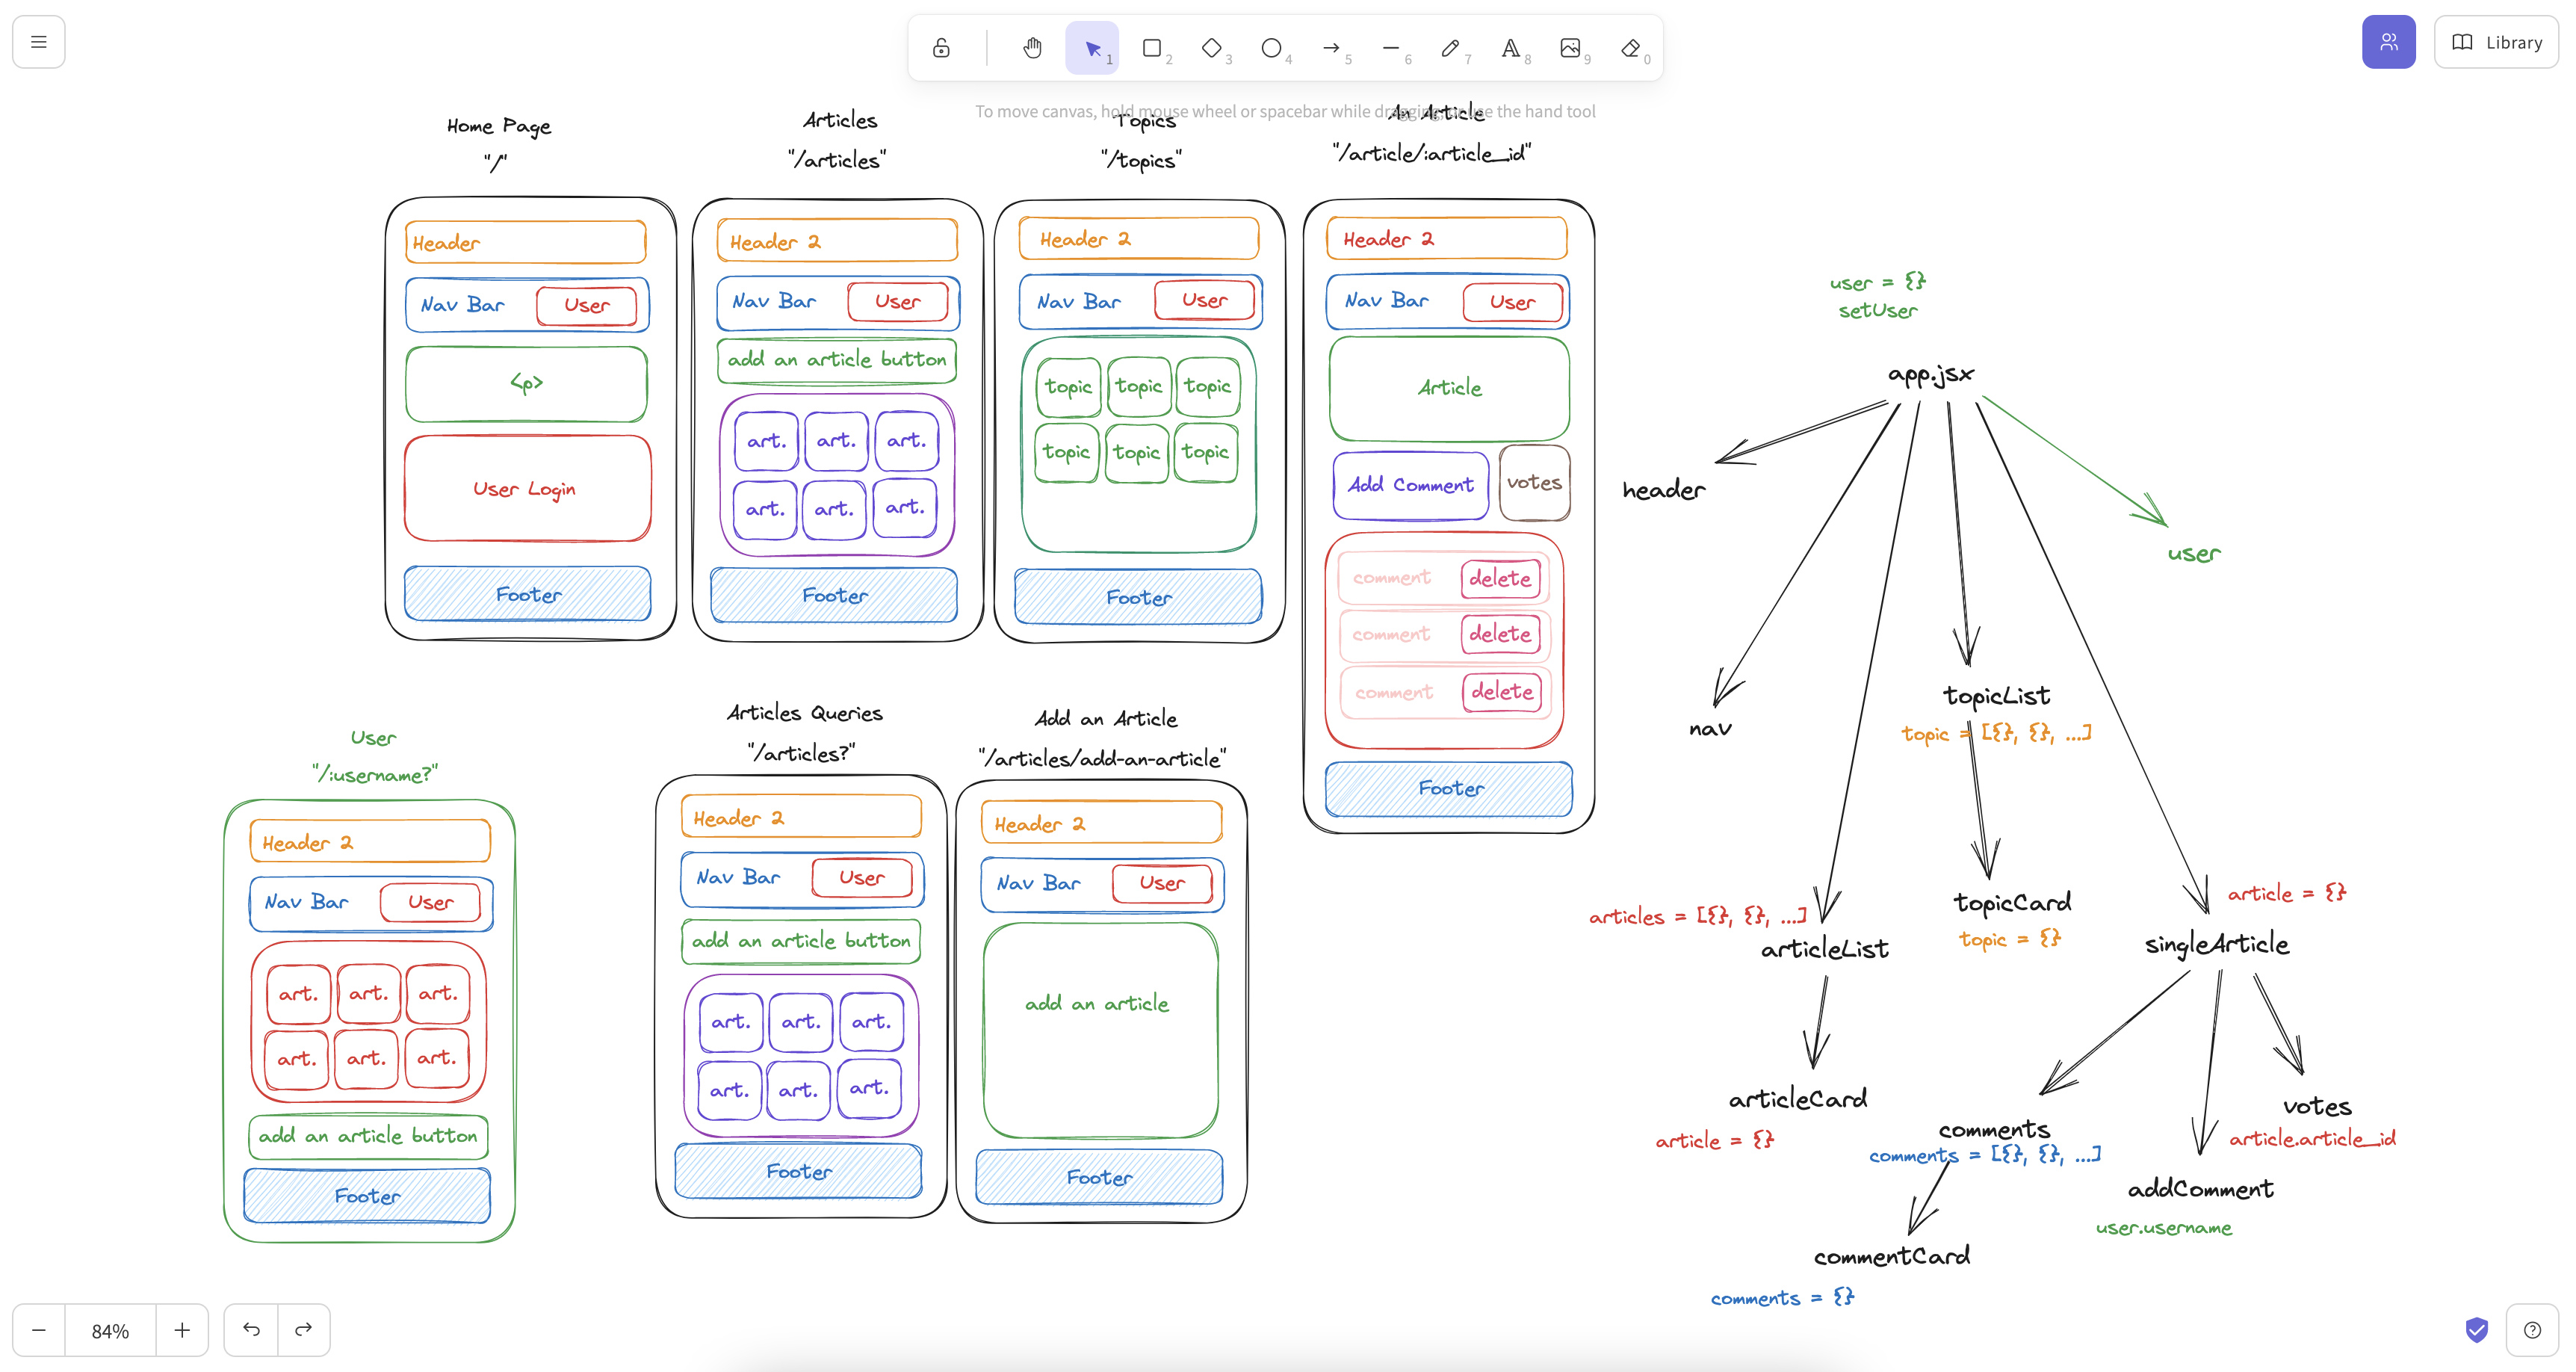 1
2
3
4
5
6
7
8
9
0
Library
To move canvas, hold mouse wheel or spacebar while dragging, or use the hand tool
Home Page
"/"
Header
Nav Bar
User
<p>
User Login
Footer
Articles
"/articles"
Header 2
Nav Bar
User
add an article button
art.
art.
art.
art.
art.
art.
Footer
Topics
"/topics"
Header 2
Nav Bar
User
topic
topic
topic
topic
topic
topic
Footer
An Article
"/article/:article_id"
Header 2
Nav Bar
User
Article
Add Comment
votes
comment
delete
comment
delete
comment
delete
Footer
User
"/:username?"
Header 2
Nav Bar
User
art.
art.
art.
art.
art.
art.
add an article button
Footer
Articles Queries
"/articles?"
Header 2
Nav Bar
User
add an article button
art.
art.
art.
art.
art.
art.
Footer
Add an Article
"/articles/add-an-article"
Header 2
Nav Bar
User
add an article
Footer
user = {}
setUser
app.jsx
header
user
nav
topicList
topic = [{}, {}, ...]
topicCard
topic = {}
articles = [{}, {}, ...]
articleList
articleCard
article = {}
article = {}
singleArticle
comments
comments = [{}, {}, ...]
commentCard
comments = {}
addComment
user.username
votes
article.article_id
84%